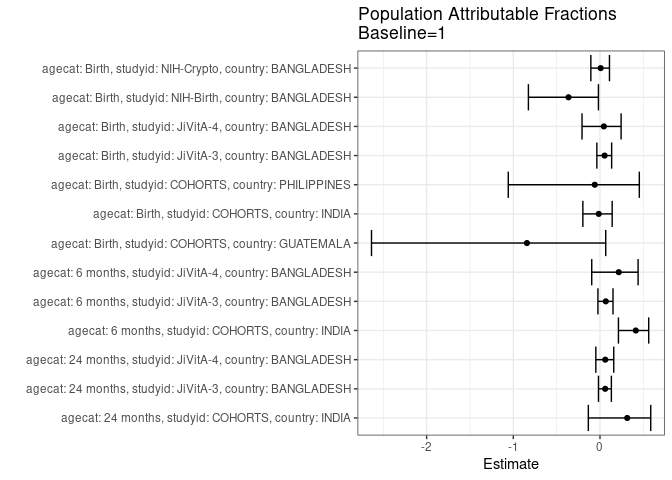 Population Attributable Fractions
Baseline=1
agecat: Birth, studyid: NIH-Crypto, country: BANGLADESH
agecat: Birth, studyid: NIH-Birth, country: BANGLADESH
agecat: Birth, studyid: JiVitA-4, country: BANGLADESH
agecat: Birth, studyid: JiVitA-3, country: BANGLADESH
agecat: Birth, studyid: COHORTS, country: PHILIPPINES
agecat: Birth, studyid: COHORTS, country: INDIA
agecat: Birth, studyid: COHORTS, country: GUATEMALA
agecat: 6 months, studyid: JiVitA-4, country: BANGLADESH
agecat: 6 months, studyid: JiVitA-3, country: BANGLADESH
agecat: 6 months, studyid: COHORTS, country: INDIA
agecat: 24 months, studyid: JiVitA-4, country: BANGLADESH
agecat: 24 months, studyid: JiVitA-3, country: BANGLADESH
agecat: 24 months, studyid: COHORTS, country: INDIA
-2 -1 0
Estimate